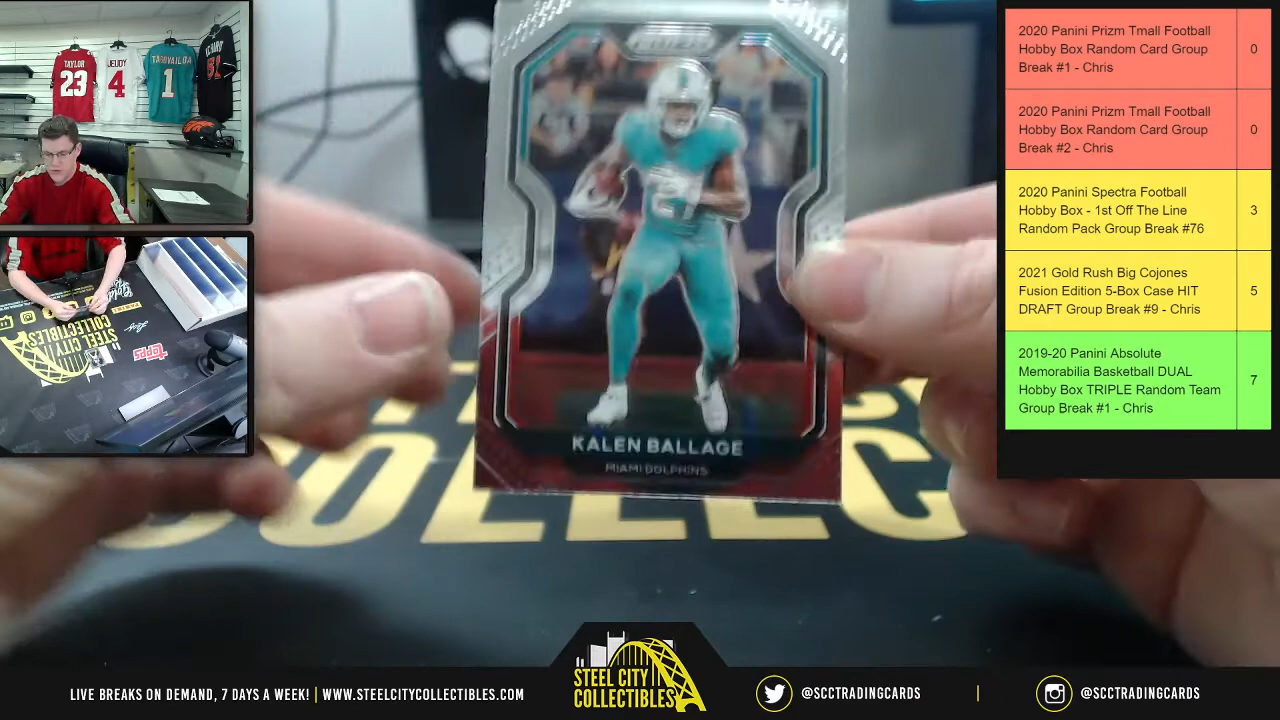 TAYLOR
23
JEUDY
4
TAGOVAILOA
1
51
PRIZM
27
KALEN BALLAGE
MIAMI DOLPHINS
STEEL CITY
COLLECTIBLES
topps
2020 Panini Prizm Tmall Football
Hobby Box Random Card Group
Break #1 - Chris
0
2020 Panini Prizm Tmall Football
Hobby Box Random Card Group
Break #2 - Chris
0
2020 Panini Spectra Football
Hobby Box - 1st Off The Line
Random Pack Group Break #76
3
2021 Gold Rush Big Cojones
Fusion Edition 5-Box Case HIT
DRAFT Group Break #9 - Chris
5
2019-20 Panini Absolute
Memorabilia Basketball DUAL
Hobby Box TRIPLE Random Team
Group Break #1 - Chris
7
LIVE BREAKS ON DEMAND, 7 DAYS A WEEK! | WWW.STEELCITYCOLLECTIBLES.COM
STEEL CITY
COLLECTIBLES
@SCCTRADINGCARDS
@SCCTRADINGCARDS